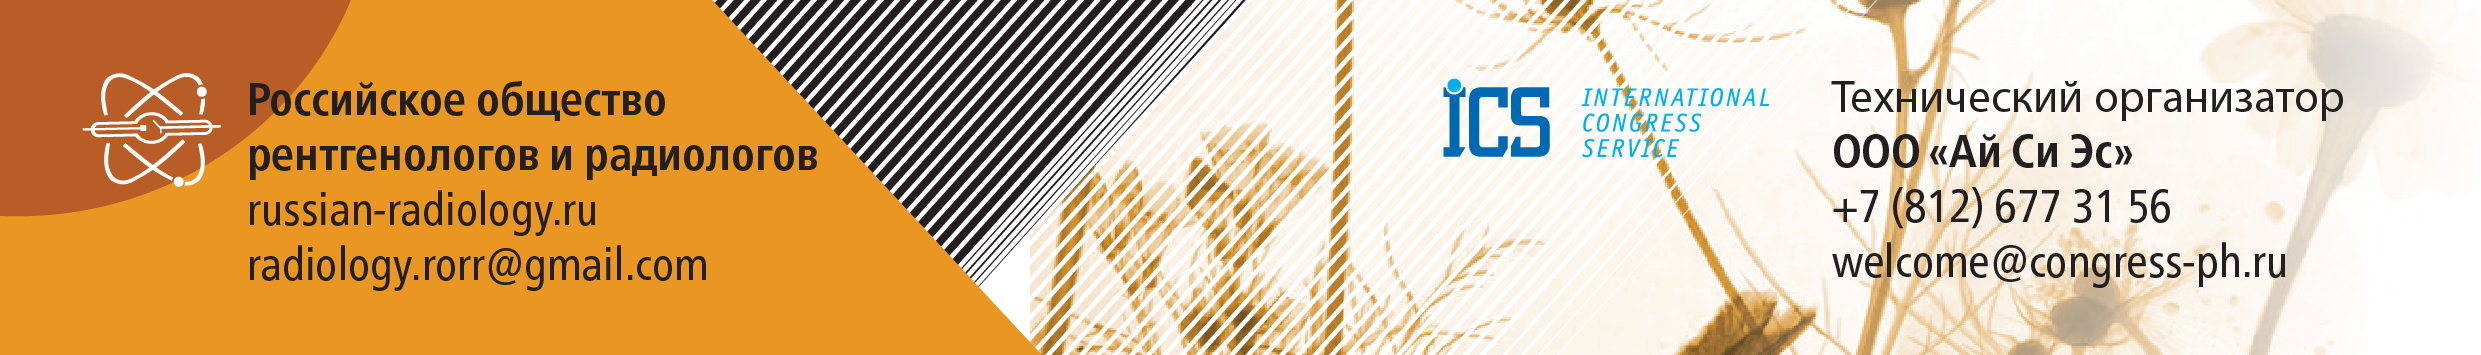 Российское общество
рентгенологов и радиологов
russian-radiology.ru
radiology.rorr@gmail.com
iCS
INTERNATIONAL
CONGRESS
SERVICE
Технический организатор
ООО «Ай Си Эс»
+7 (812) 677 31 56
welcome@congress-ph.ru